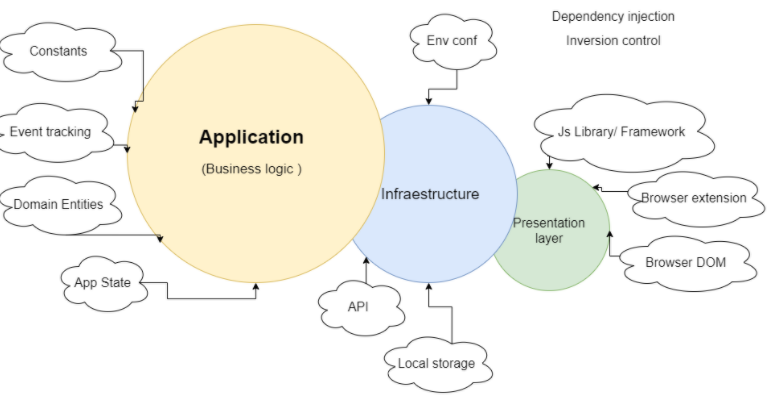 Dependency injection
Inversion control
Constants
Env conf
Event tracking
Application
(Business logic )
Js Library/ Framework
Domain Entities
Infraestructure
Browser extension
Presentation
layer
App State
Browser DOM
API
Local storage